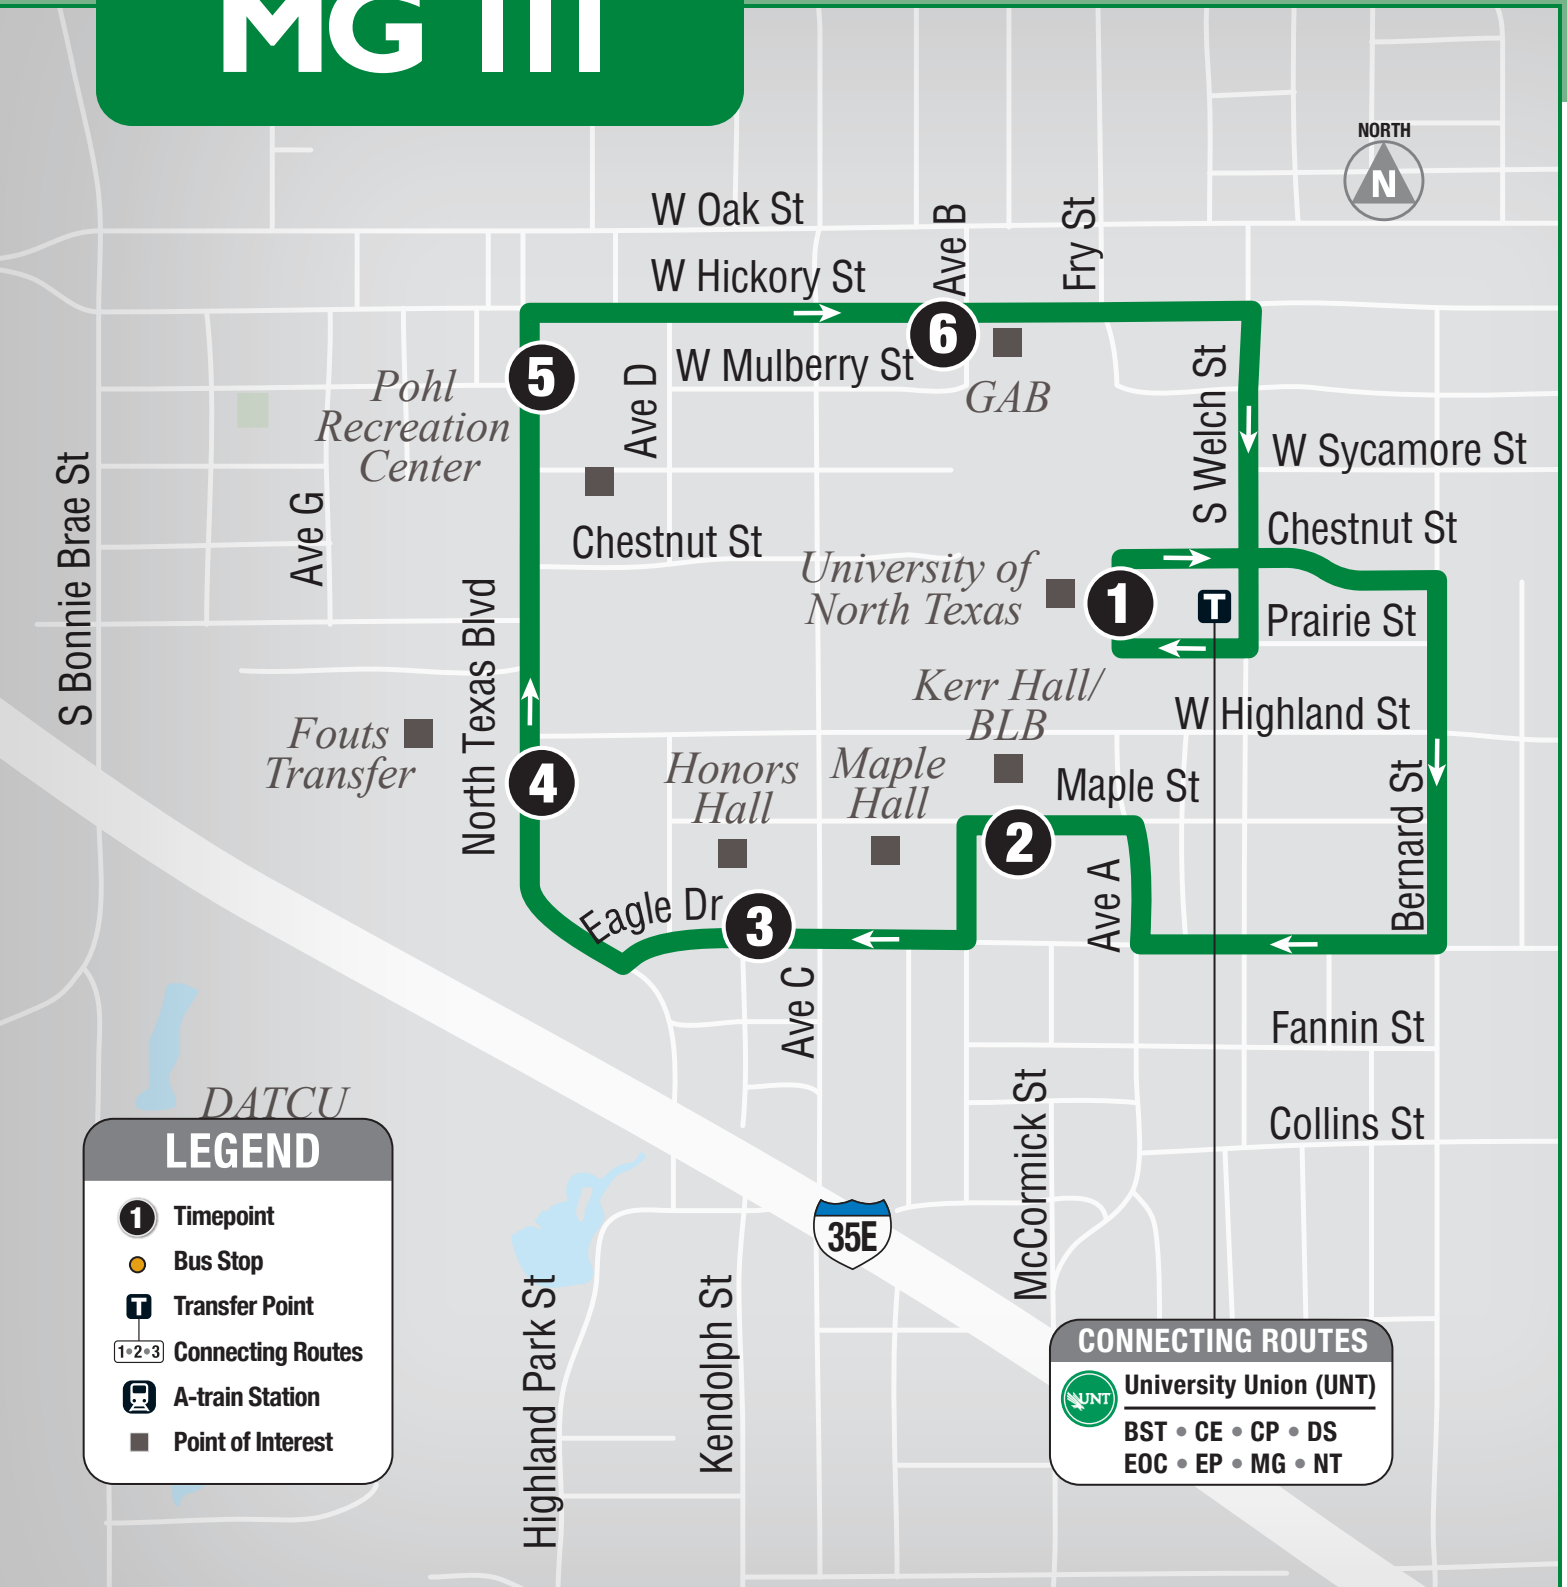 MG III
NORTH
N
W Oak St
W Hickory St
Ave B
Fry St
6
W Mulberry St
GAB
5
Pohl
Recreation
Center
Ave D
S Welch St
W Sycamore St
S Bonnie Brae St
Ave G
Chestnut St
Chestnut St
University of
North Texas
1
T
Prairie St
North Texas Blvd
Kerr Hall/
BLB
W Highland St
Fouts
Transfer
4
Honors
Hall
Maple
Hall
Maple St
2
Ave A
Bernard St
Eagle Dr
3
Ave C
Fannin St
McCormick St
Collins St
DATCU
LEGEND
1 Timepoint
Bus Stop
T Transfer Point
1•2•3 Connecting Routes
A-train Station
Point of Interest
35E
Highland Park St
Kendolph St
CONNECTING ROUTES
UNT
University Union (UNT)
BST • CE • CP • DS
EOC • EP • MG • NT